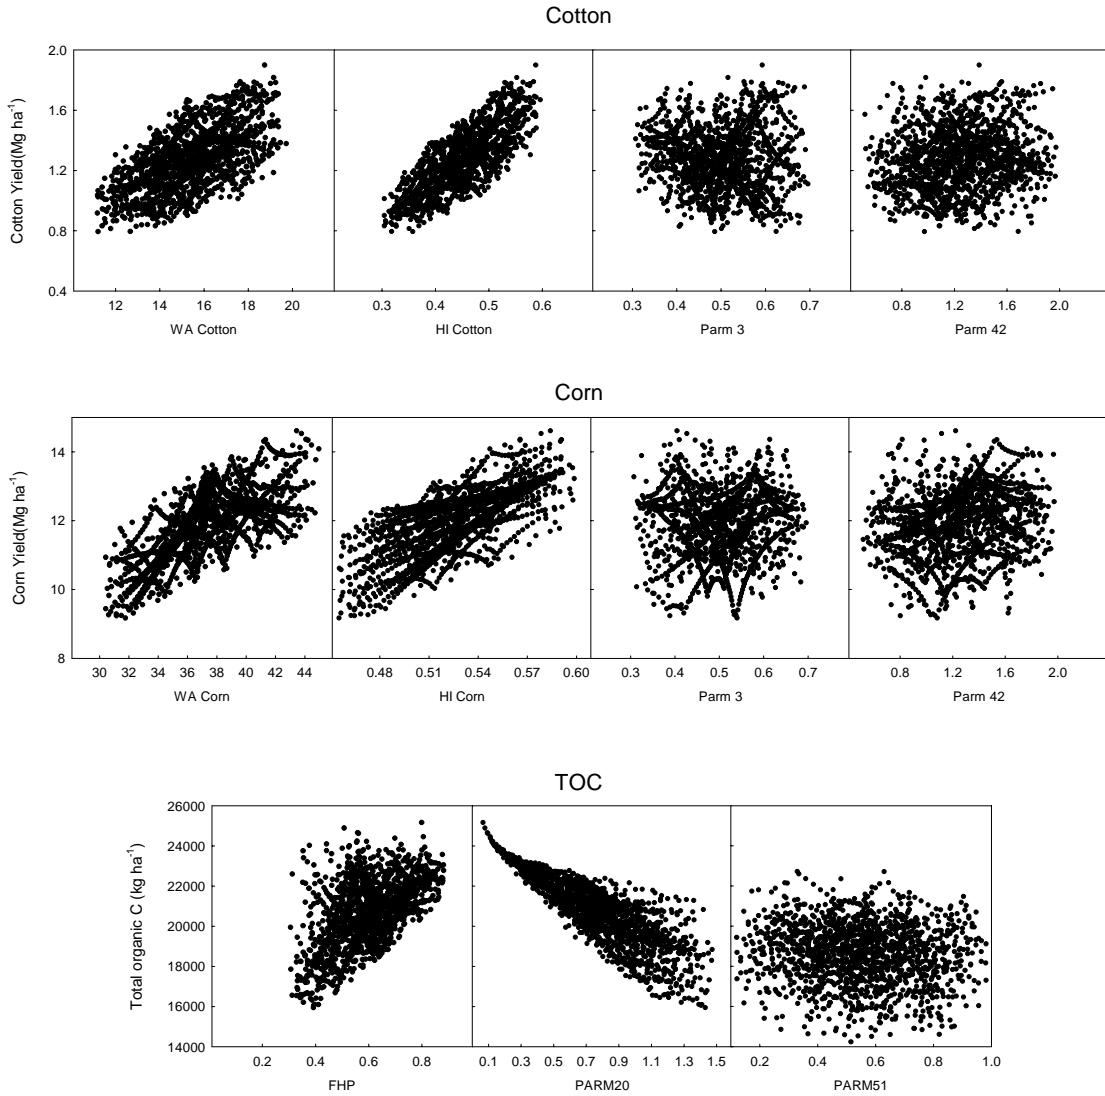 Cotton
2.0
1.6
1.2
0.8
0.4
Cotton Yield(Mg ha⁻¹)
12 14 16 18 20 0.3 0.4 0.5 0.6 0.3 0.4 0.5 0.6 0.7 0.8 1.2 1.6 2.0
WA Cotton HI Cotton Parm 3 Parm 42
Corn
14
12
10
8
Corn Yield(Mg ha⁻¹)
30 32 34 36 38 40 42 44 0.48 0.51 0.54 0.57 0.60 0.3 0.4 0.5 0.6 0.7 0.8 1.2 1.6 2.0
WA Corn HI Corn Parm 3 Parm 42
TOC
26000
24000
22000
20000
18000
16000
14000
Total organic C (kg ha⁻¹)
0.2 0.4 0.6 0.8 0.1 0.3 0.5 0.7 0.9 1.1 1.3 1.5 0.2 0.4 0.6 0.8 1.0
FHP PARM20 PARM51